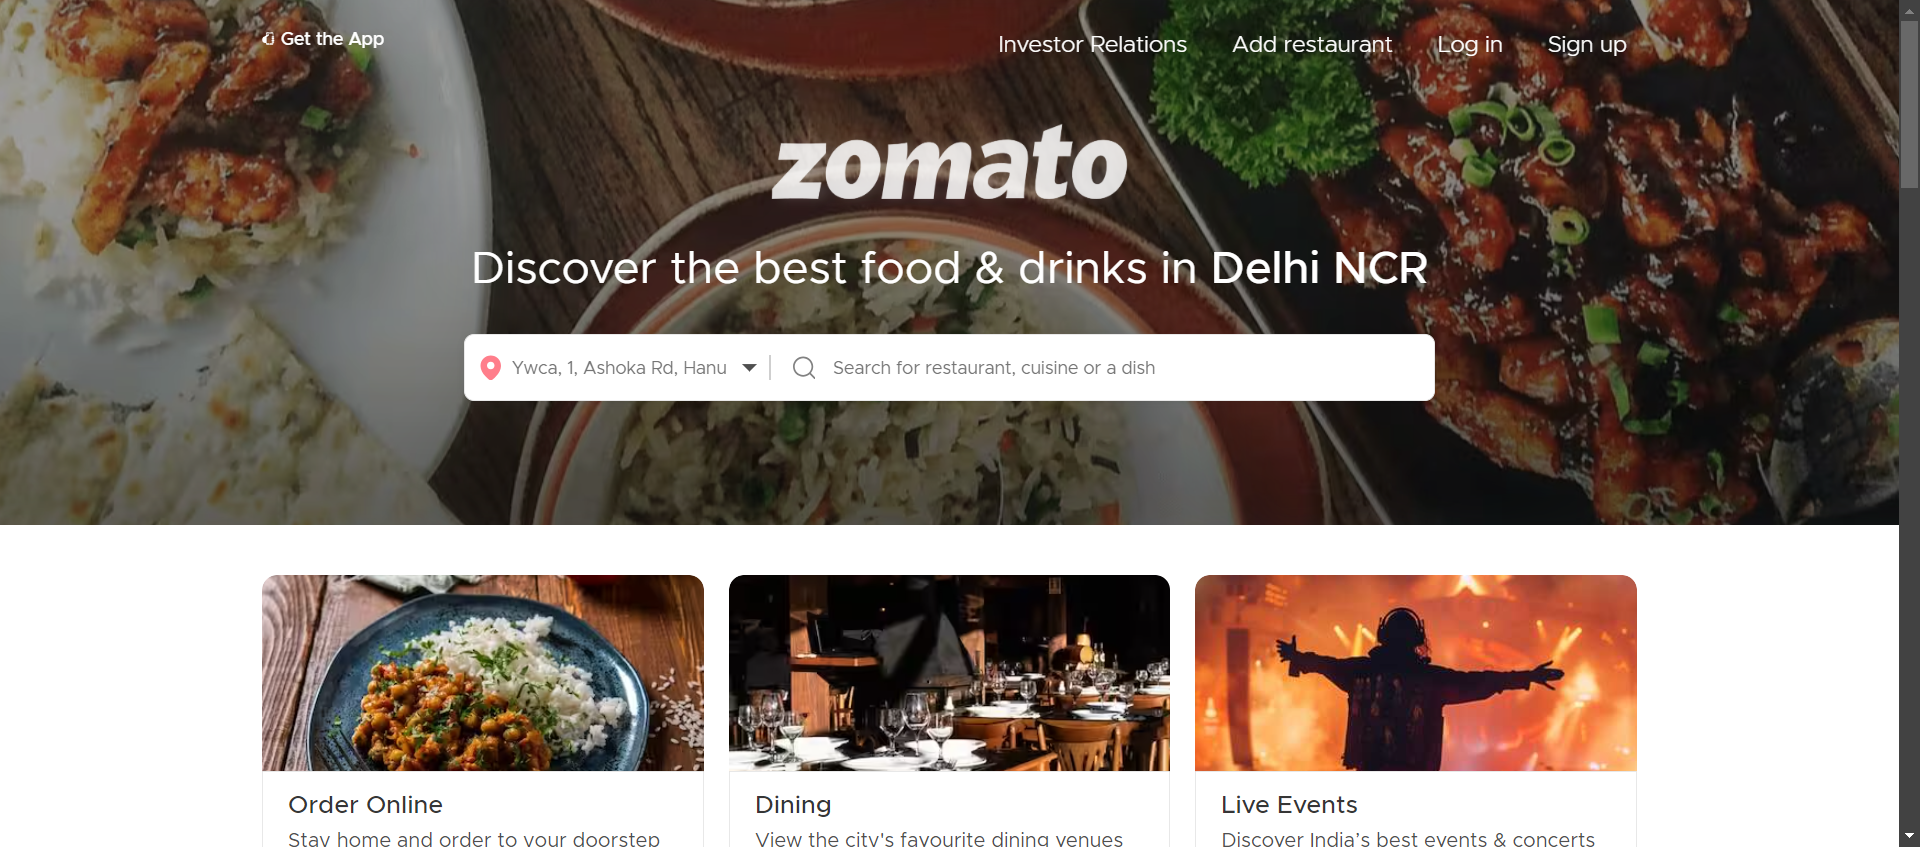 Get the App
Investor Relations
Add restaurant
Log in
Sign up
zomato
Discover the best food & drinks in Delhi NCR
Ywca, 1, Ashoka Rd, Hanu
Search for restaurant, cuisine or a dish
Order Online
Stay home and order to your doorstep
Dining
View the city's favourite dining venues
Live Events
Discover India’s best events & concerts